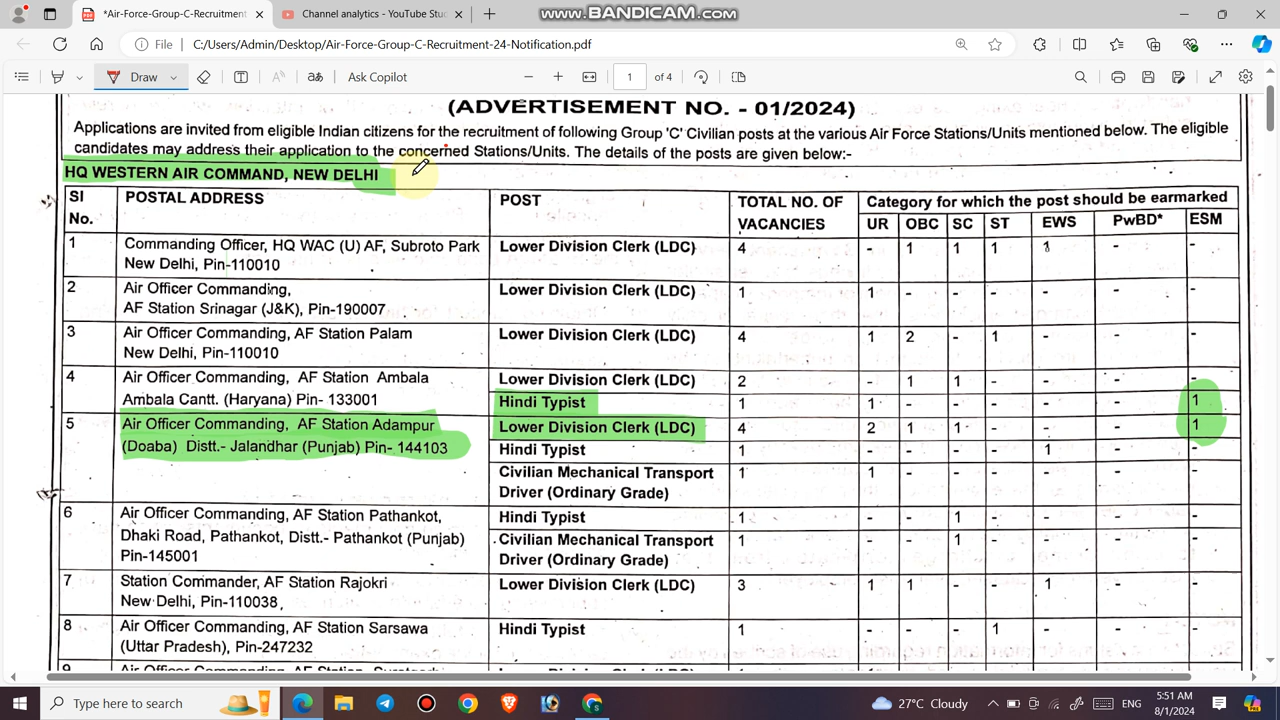 *Air-Force-Group-C-Recruitment
Channel analytics - YouTube Stud
WWW.BANDICAM.COM
File C:/Users/Admin/Desktop/Air-Force-Group-C-Recruitment-24-Notification.pdf
Draw
Ask Copilot
1 of 4
(ADVERTISEMENT NO. - 01/2024)
Applications are invited from eligible Indian citizens for the recruitment of following Group 'C' Civilian posts at the various Air Force Stations/Units mentioned below. The eligible
candidates may address their application to the concerned Stations/Units. The details of the posts are given below:-
HQ WESTERN AIR COMMAND, NEW DELHI
SI No. POSTAL ADDRESS POST TOTAL NO. OF VACANCIES Category for which the post should be earmarked
UR OBC SC ST EWS PwBD* ESM
1 Commanding Officer, HQ WAC (U) AF, Subroto Park Lower Division Clerk (LDC) 4 - 1 1 1 1 - -
New Delhi, Pin-110010
2 Air Officer Commanding, Lower Division Clerk (LDC) 1 1 - - - - - -
AF Station Srinagar (J&K), Pin-190007
3 Air Officer Commanding, AF Station Palam Lower Division Clerk (LDC) 4 1 2 - 1 - - -
New Delhi, Pin-110010
4 Air Officer Commanding, AF Station Ambala Lower Division Clerk (LDC) 2 - 1 1 - - - -
Ambala Cantt. (Haryana) Pin- 133001 Hindi Typist 1 1 - - - - - 1
5 Air Officer Commanding, AF Station Adampur Lower Division Clerk (LDC) 4 2 1 1 - - - 1
(Doaba) Distt.- Jalandhar (Punjab) Pin- 144103 Hindi Typist 1 - - - - 1 - -
Civilian Mechanical Transport 1 1 - - - - - -
Driver (Ordinary Grade)
6 Air Officer Commanding, AF Station Pathankot, Hindi Typist 1 - - 1 - - - -
Dhaki Road, Pathankot, Distt.- Pathankot (Punjab) Civilian Mechanical Transport 1 - - 1 - - - -
Pin-145001 Driver (Ordinary Grade)
7 Station Commander, AF Station Rajokri Lower Division Clerk (LDC) 3 1 1 - - 1 - -
New Delhi, Pin-110038,
8 Air Officer Commanding, AF Station Sarsawa Hindi Typist 1 - - - 1 - - -
(Uttar Pradesh), Pin-247232
Type here to search
27°C Cloudy
ENG
5:51 AM
8/1/2024